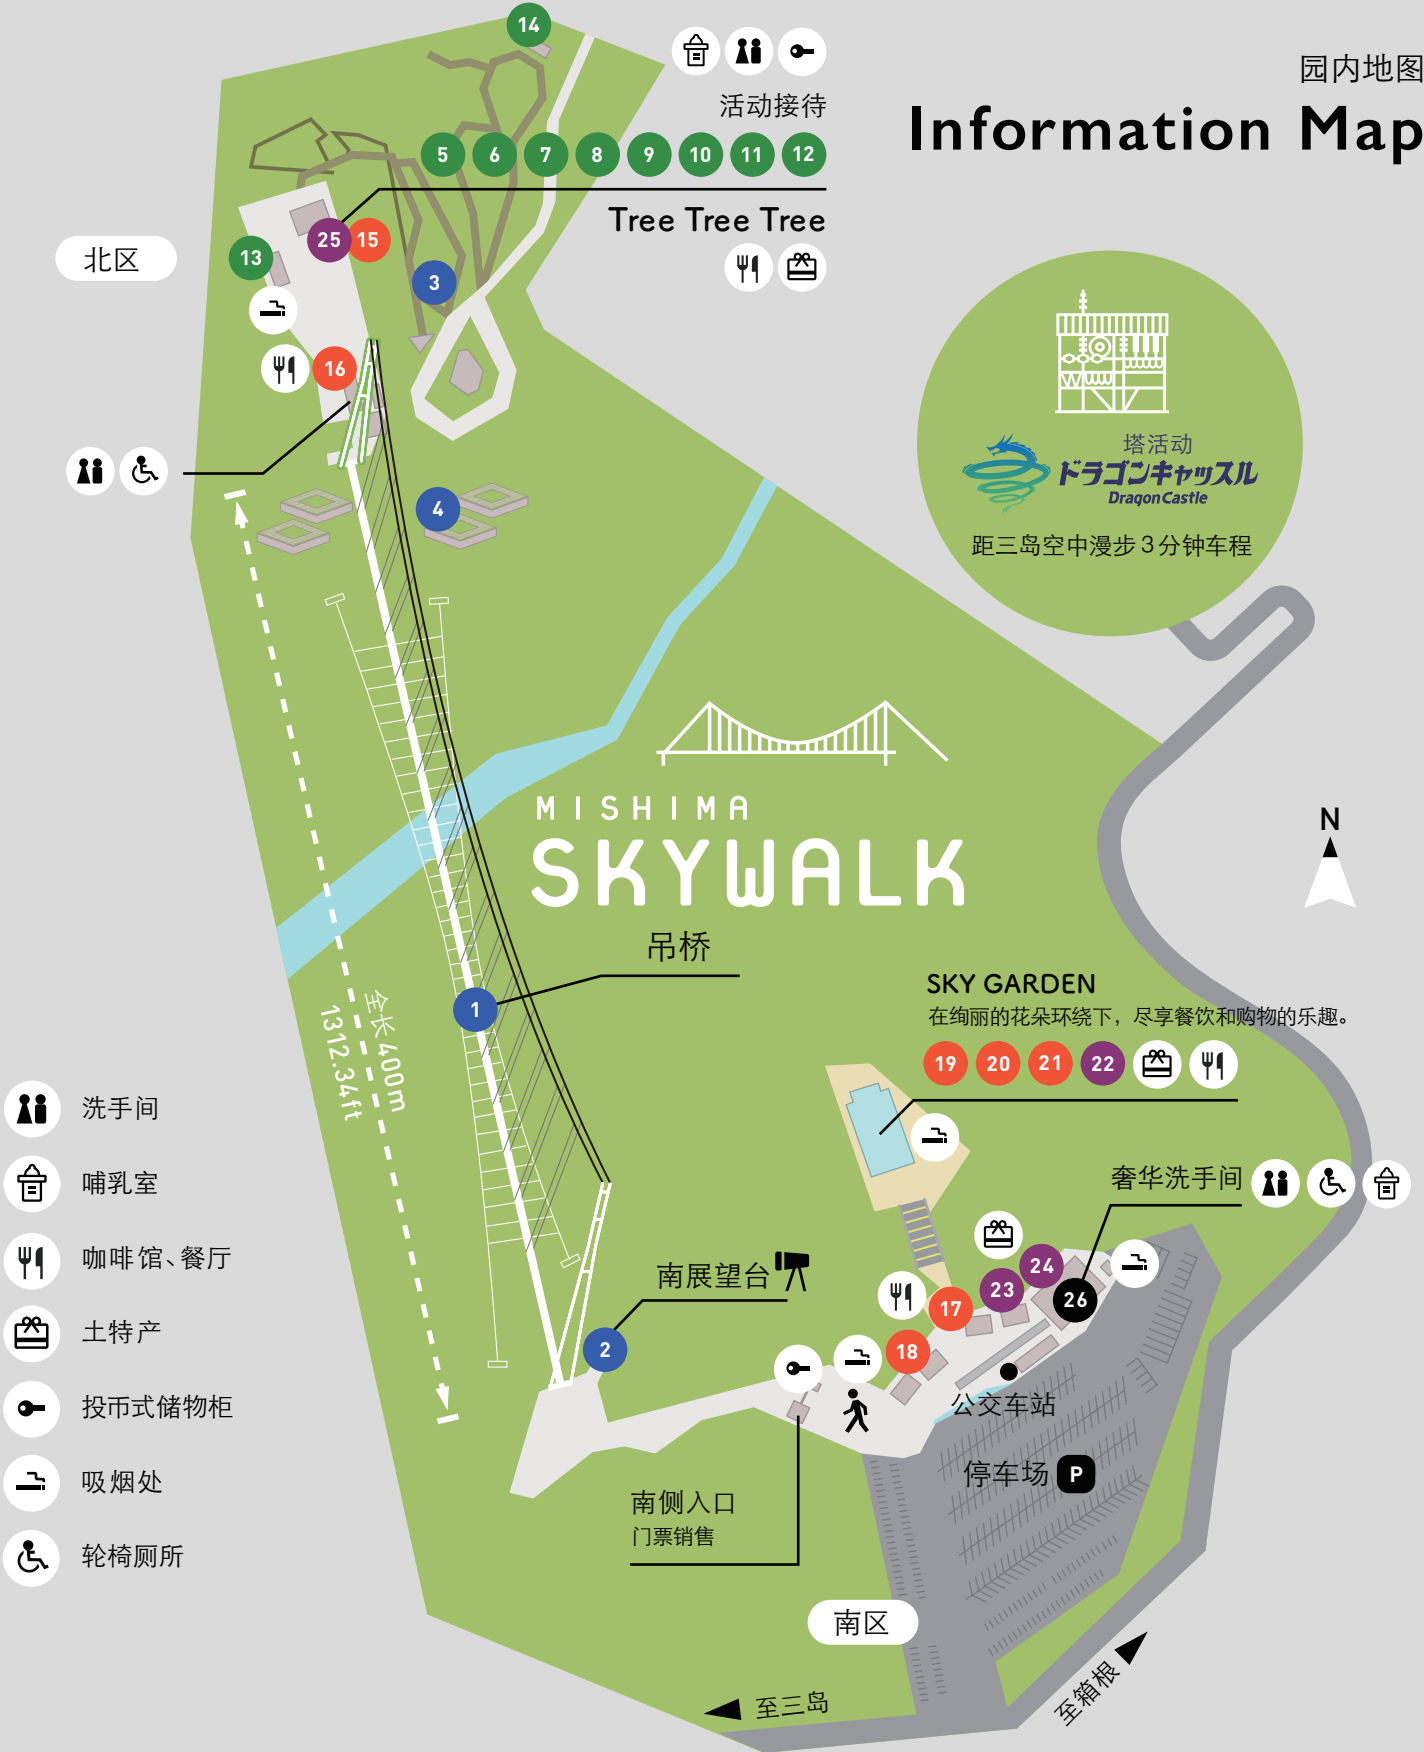 园内地图
Information Map
14
活动接待
5 6 7 8 9 10 11 12
Tree Tree Tree
北区
13
25 15
3
16
4
塔活动
ドラゴンキャッスル
Dragon Castle
距三岛空中漫步3分钟车程
MISHIMA
SKYWALK
吊桥
N
1
全长400m
1312.34ft
SKY GARDEN
在绚丽的花朵环绕下，尽享餐饮和购物的乐趣。
19 20 21 22
洗手间
哺乳室
咖啡馆、餐厅
土特产
投币式储物柜
吸烟处
轮椅厕所
奢华洗手间
南展望台
2
24
23
26
17
18
公交车站
停车场 P
南侧入口
门票销售
南区
至三岛
至箱根